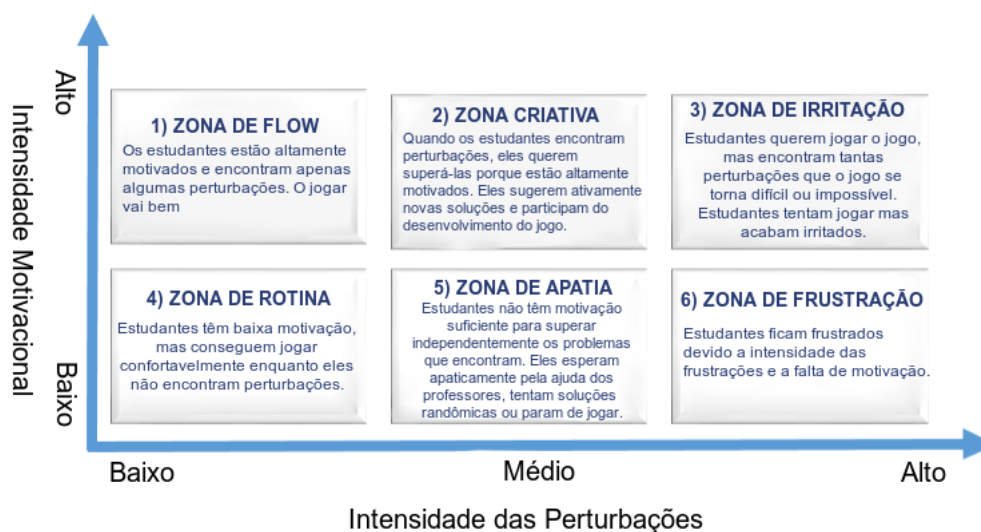 Alto
Intensidade Motivacional
Baixo
1) ZONA DE FLOW
Os estudantes estão altamente
motivados e encontram apenas
algumas perturbações. O jogar
vai bem
2) ZONA CRIATIVA
Quando os estudantes encontram
perturbações, eles querem
superá-las porque estão altamente
motivados. Eles sugerem ativamente
novas soluções e participam do
desenvolvimento do jogo.
3) ZONA DE IRRITAÇÃO
Estudantes querem jogar o jogo,
mas encontram tantas
perturbações que o jogo se
torna difícil ou impossível.
Estudantes tentam jogar mas
acabam irritados.
4) ZONA DE ROTINA
Estudantes têm baixa motivação,
mas conseguem jogar
confortavelmente enquanto eles
não encontram perturbações.
5) ZONA DE APATIA
Estudantes não têm motivação
suficiente para superar
independentemente os problemas
que encontram. Eles esperam
apaticamente pela ajuda dos
professores, tentam soluções
randômicas ou param de jogar.
6) ZONA DE FRUSTRAÇÃO
Estudantes ficam frustrados
devido a intensidade das
frustrações e a falta de motivação.
Baixo
Médio
Alto
Intensidade das Perturbações